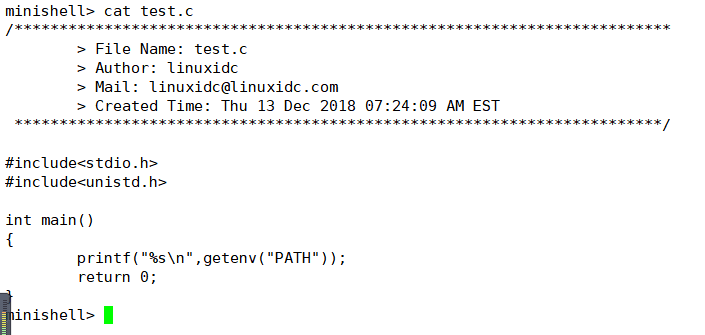 minishell> cat test.c
/*************************************************************************
        > File Name: test.c
        > Author: linuxidc
        > Mail: linuxidc@linuxidc.com
        > Created Time: Thu 13 Dec 2018 07:24:09 AM EST
 ************************************************************************/
#include<stdio.h>
#include<unistd.h>
int main()
{
        printf("%s\n",getenv("PATH"));
        return 0;
}
minishell>